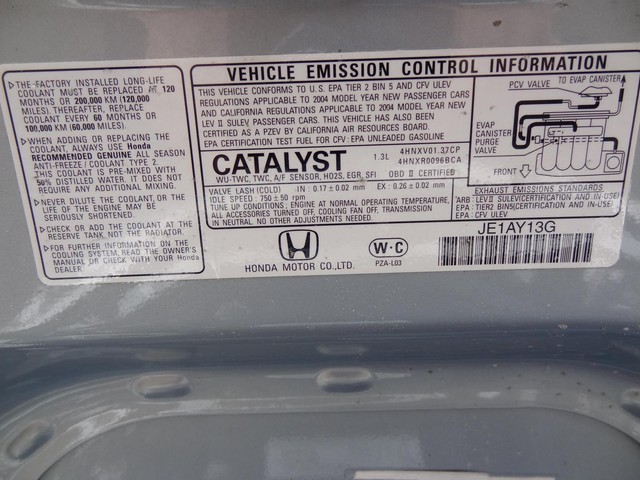 THE FACTORY INSTALLED LONG-LIFE
COOLANT MUST BE REPLACED AT 120
MONTHS OR 200,000 KM (120,000
MILES) THEREAFTER, REPLACE
COOLANT EVERY 60 MONTHS OR
100,000 KM (60,000 MILES).
WHEN ADDING OR REPLACING THE
COOLANT, ALWAYS USE Honda
RECOMMENDED GENUINE ALL SEASON
ANTI-FREEZE / COOLANT TYPE 2.
THIS COOLANT IS PRE-MIXED WITH
50% DISTILLED WATER. IT DOES NOT
REQUIRE ANY ADDITIONAL MIXING.
NEVER DILUTE THE COOLANT, OR THE
LIFE OF THE ENGINE MAY BE
SERIOUSLY SHORTENED.
CHECK OR ADD THE COOLANT AT THE
RESERVE TANK, NOT THE RADIATOR.
FOR FURTHER INFORMATION ON THE
COOLING SYSTEM, READ THE OWNER'S
MANUAL OR CHECK WITH YOUR HONDA
DEALER.
VEHICLE EMISSION CONTROL INFORMATION
THIS VEHICLE CONFORMS TO U.S. EPA TIER 2 BIN 5 AND CFV ULEV
REGULATIONS APPLICABLE TO 2004 MODEL YEAR NEW PASSENGER CARS
AND CALIFORNIA REGULATIONS APPLICABLE TO 2004 MODEL YEAR NEW
LEV II SULEV PASSENGER CARS. THIS VEHICLE HAS ALSO BEEN
CERTIFIED AS A PZEV BY CALIFORNIA AIR RESOURCES BOARD.
EPA CERTIFICATION TEST FUEL FOR CFV: EPA UNLEADED GASOLINE
CATALYST 1.3L 4HNXV01.37CP
4HNXR0096BCA
WU-TWC, TWC, A/F SENSOR, HO2S, EGR, SFI OBD II CERTIFIED
VALVE LASH (COLD) IN : 0.17 ± 0.02 mm EX : 0.26 ± 0.02 mm
IDLE SPEED : 750 ± 50 rpm
ENGINE AT NORMAL OPERATING TEMPERATURE,
ALL ACCESSORIES TURNED OFF, COOLING FAN OFF, TRANSMISSION
IN NEUTRAL. NO OTHER ADJUSTMENTS NEEDED.
PCV VALVE
TO EVAP CANISTER
EVAP
CANISTER
PURGE
VALVE
FRONT
EXHAUST EMISSIONS STANDARDS
ARB : LEV II SULEV(CERTIFICATION AND IN-USE)
EPA : TIER2 BIN5(CERTIFICATION AND IN-USE)
EPA : CFV ULEV
HONDA MOTOR CO., LTD.
W·C
PZA-L03
JE1AY13G